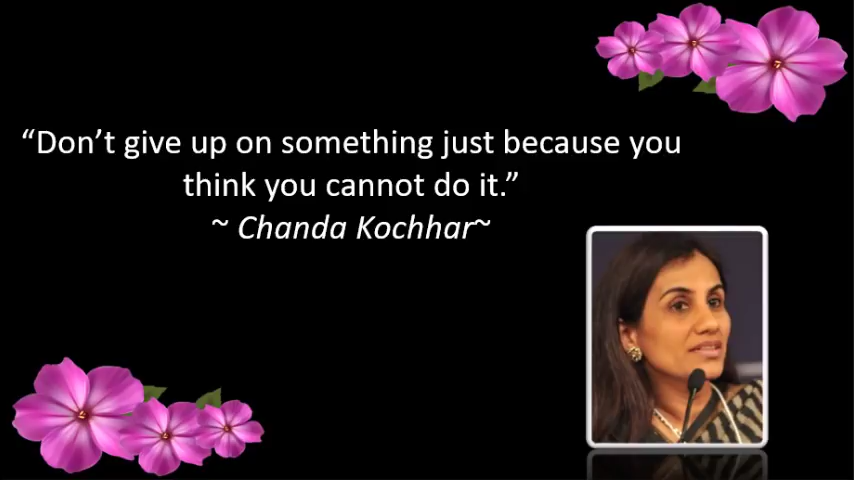 “Don’t give up on something just because you
think you cannot do it.”
~ Chanda Kochhar~